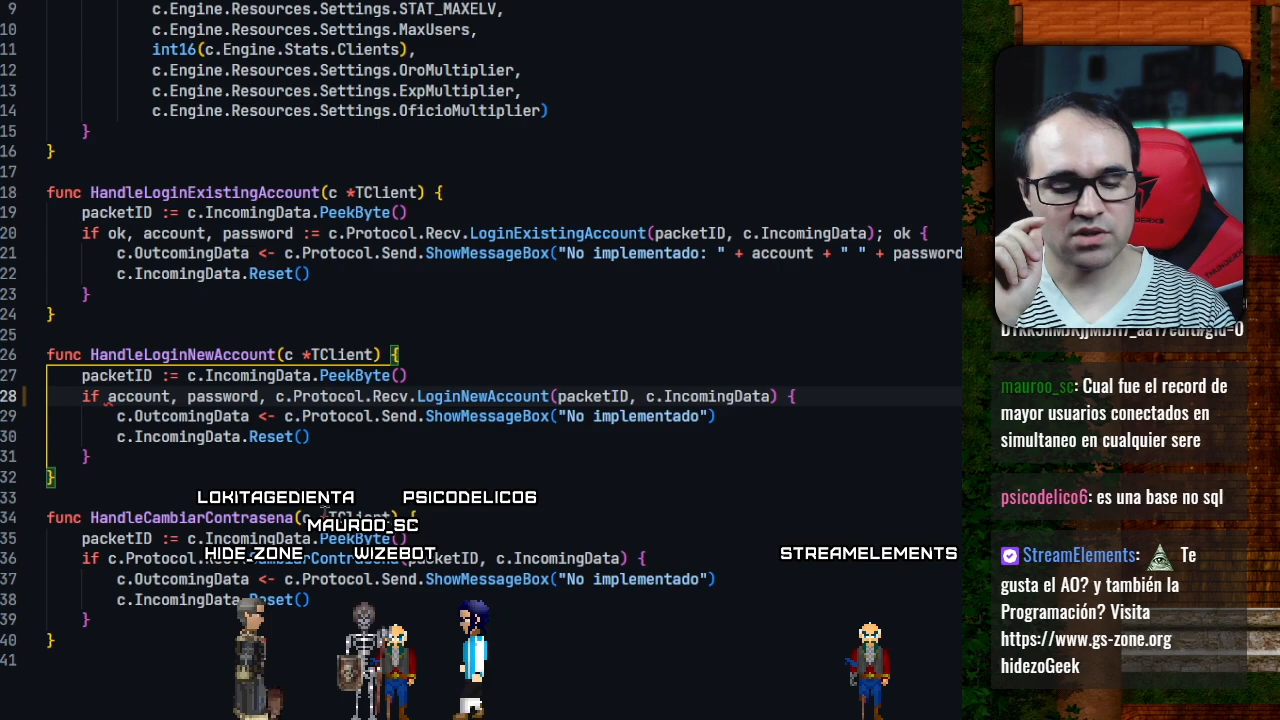 9 c.Engine.Resources.Settings.STAT_MAXELV,
10 c.Engine.Resources.Settings.MaxUsers,
11 int16(c.Engine.Stats.Clients),
12 c.Engine.Resources.Settings.OroMultiplier,
13 c.Engine.Resources.Settings.ExpMultiplier,
14 c.Engine.Resources.Settings.OficioMultiplier)
15 }
16 }
17
18 func HandleLoginExistingAccount(c *TClient) {
19 packetID := c.IncomingData.PeekByte()
20 if ok, account, password := c.Protocol.Recv.LoginExistingAccount(packetID, c.IncomingData); ok {
21 c.OutcomingData <- c.Protocol.Send.ShowMessageBox("No implementado: " + account + " " + password
22 c.IncomingData.Reset()
23 }
24 }
25
26 func HandleLoginNewAccount(c *TClient) {
27 packetID := c.IncomingData.PeekByte()
28 if account, password, c.Protocol.Recv.LoginNewAccount(packetID, c.IncomingData) {
29 c.OutcomingData <- c.Protocol.Send.ShowMessageBox("No implementado")
30 c.IncomingData.Reset()
31 }
32 }
33
34 func HandleCambiarContrasena(c *TClient) {
35 packetID := c.IncomingData.PeekByte()
36 if c.Protocol. (packetID, c.IncomingData) {
37 c.OutcomingData <- c.Protocol.Send.ShowMessageBox("No implementado")
38 c.IncomingData.Reset()
39 }
40 }
41
LOKITAGEDIENTA PSICODELICO6
MAUROO_SC
HIDE_ZONE WIZEBOT STREAMELEMENTS
mauroo_sc: Cual fue el record de
mayor usuarios conectados en
simultaneo en cualquier sere
psicodelico6: es una base no sql
StreamElements: Te
gusta el AO? y también la
Programación? Visita
https://www.gs-zone.org
hidezoGeek